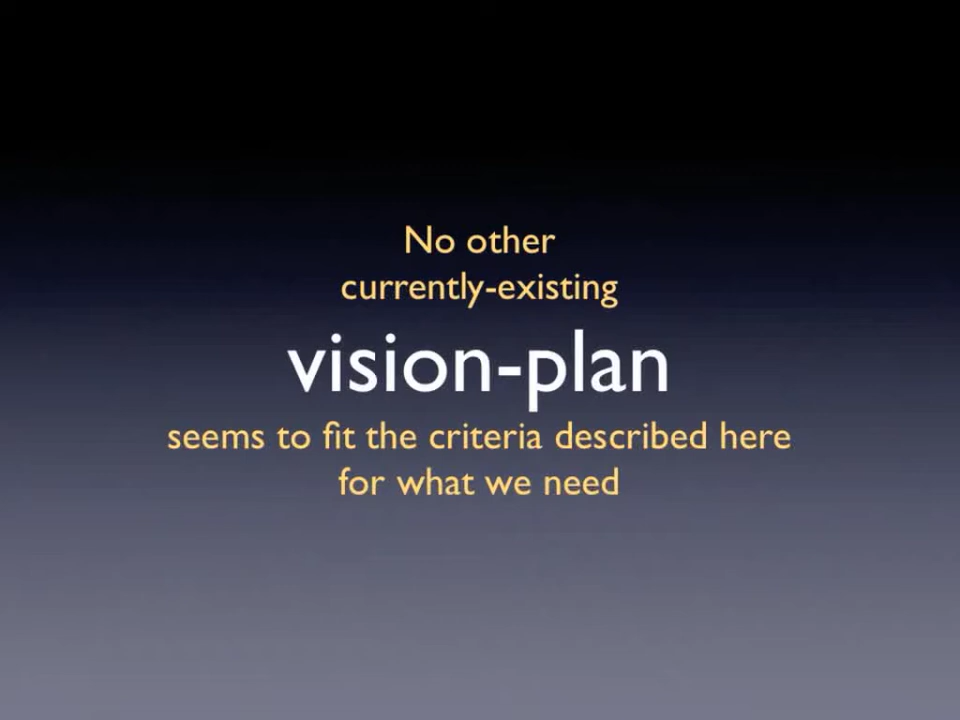 No other
currently-existing
vision-plan
seems to fit the criteria described here
for what we need